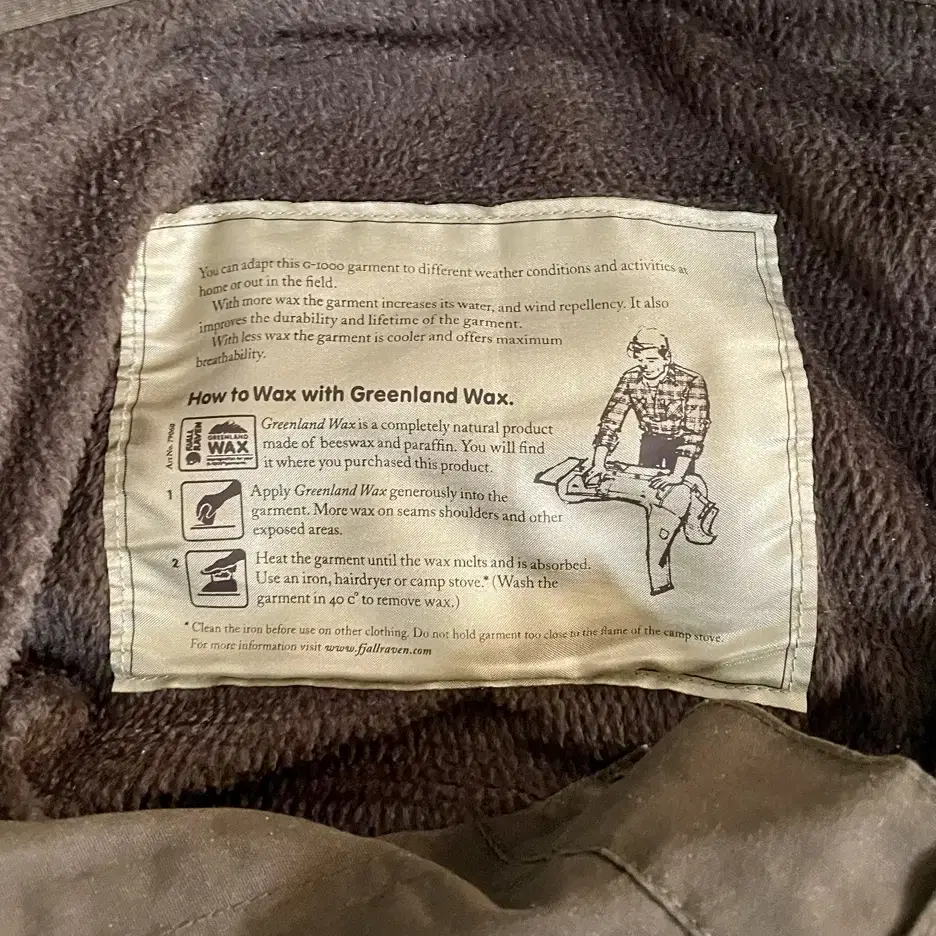 You can adapt this G-1000 garment to different weather conditions and activities at
home or out in the field.
With more wax the garment increases its water, and wind repellency. It also
improves the durability and lifetime of the garment.
With less wax the garment is cooler and offers maximum
breathability.
How to Wax with Greenland Wax.
FJÄLL
RÄVEN
GREENLAND
WAX
Greenland Wax is a completely natural product
made of beeswax and paraffin. You will find
it where you purchased this product.
1
Apply Greenland Wax generously into the
garment. More wax on seams shoulders and other
exposed areas.
2
Heat the garment until the wax melts and is absorbed.
Use an iron, hairdryer or camp stove.* (Wash the
garment in 40 c° to remove wax.)
* Clean the iron before use on other clothing. Do not hold garment too close to the flame of the camp stove.
For more information visit www.fjallraven.com